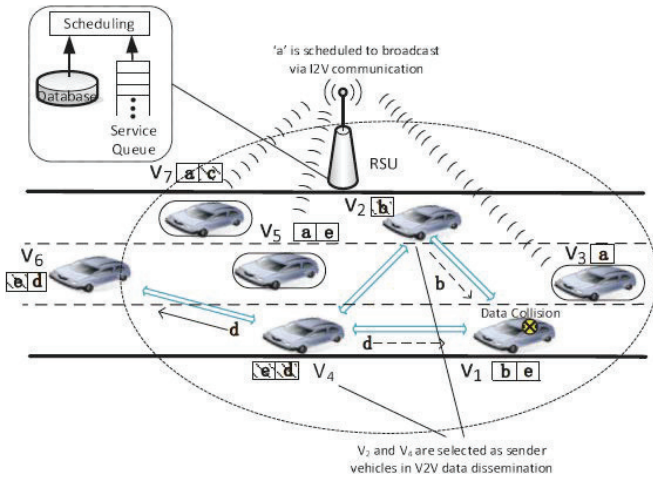 Scheduling
Database
Service
Queue
'a' is scheduled to broadcast
via I2V communication
RSU
V7 a c
V2 b
V5 a e
V6
e d
V3 a
b
Data Collision
d
d
e d V4
V1 b e
V2 and V4 are selected as sender
vehicles in V2V data dissemination